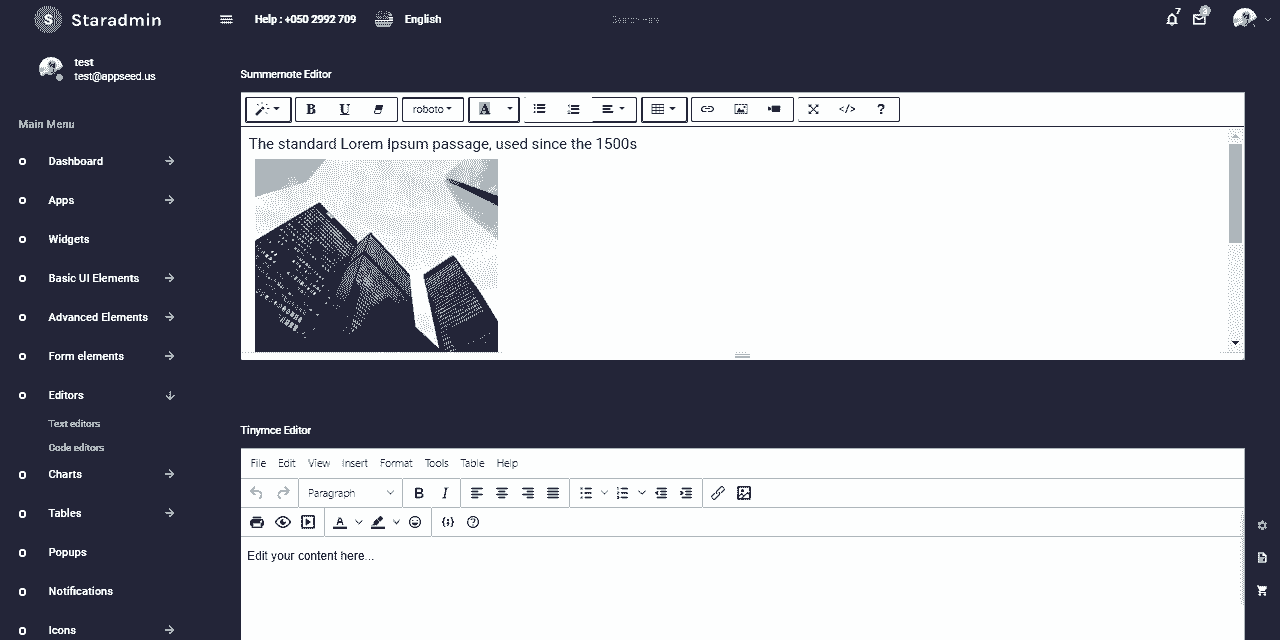 S Staradmin
Help : +050 2992 709
English
Search Here
7
3
test
test@appseed.us
Main Menu
Dashboard
Apps
Widgets
Basic UI Elements
Advanced Elements
Form elements
Editors
Text editors
Code editors
Charts
Tables
Popups
Notifications
Icons
Summernote Editor
B U roboto A </> ?
The standard Lorem Ipsum passage, used since the 1500s
Tinymce Editor
File Edit View Insert Format Tools Table Help
Paragraph B I
A {;} ?
Edit your content here...